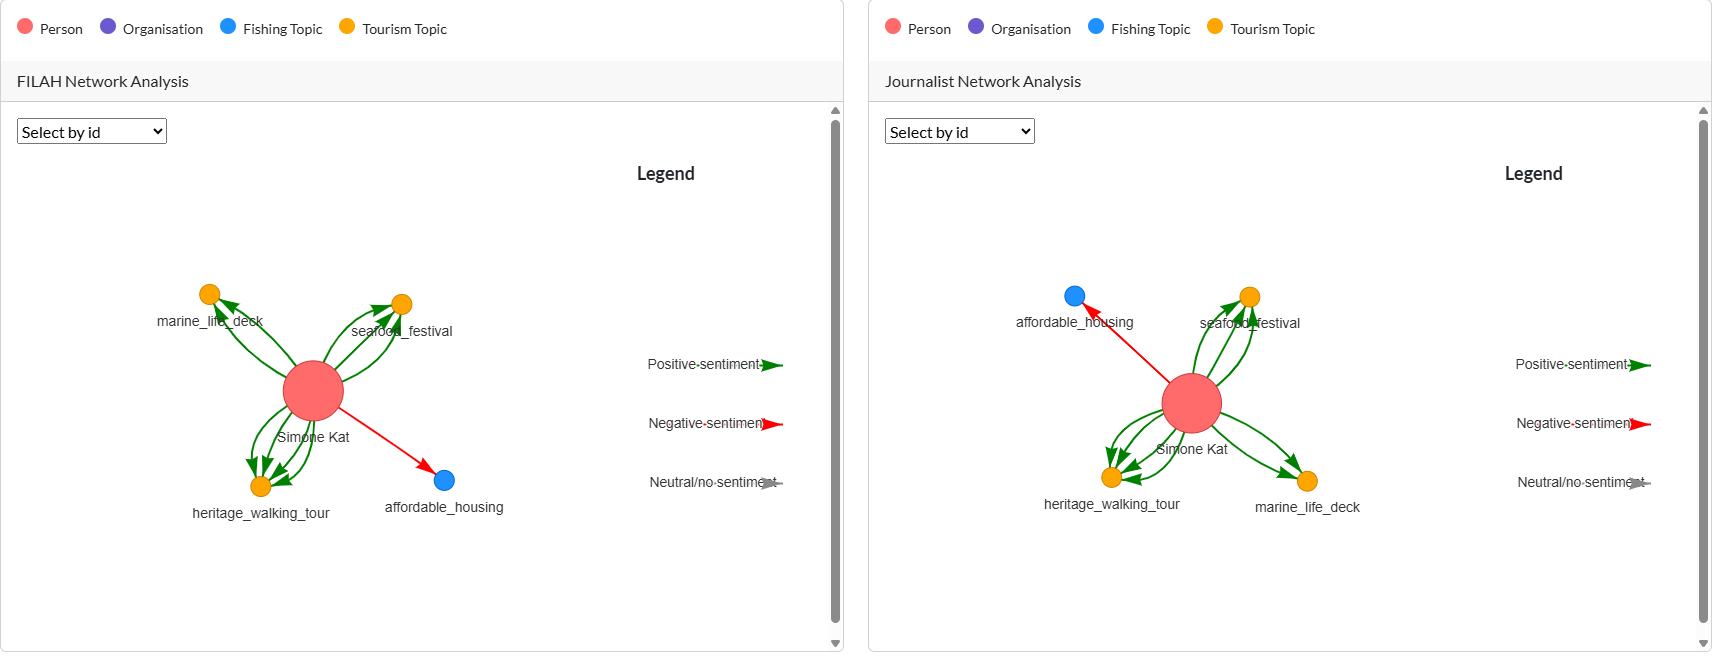 Person Organisation Fishing Topic Tourism Topic
FILAH Network Analysis
Select by id
Legend
marine_life_deck
seafood_festival
Positive sentiment
Negative sentiment
Simone Kat
Neutral/no sentiment
affordable_housing
heritage_walking_tour
Person Organisation Fishing Topic Tourism Topic
Journalist Network Analysis
Select by id
Legend
affordable_housing
seafood_festival
Positive sentiment
Negative sentiment
Simone Kat
Neutral/no sentiment
heritage_walking_tour
marine_life_deck